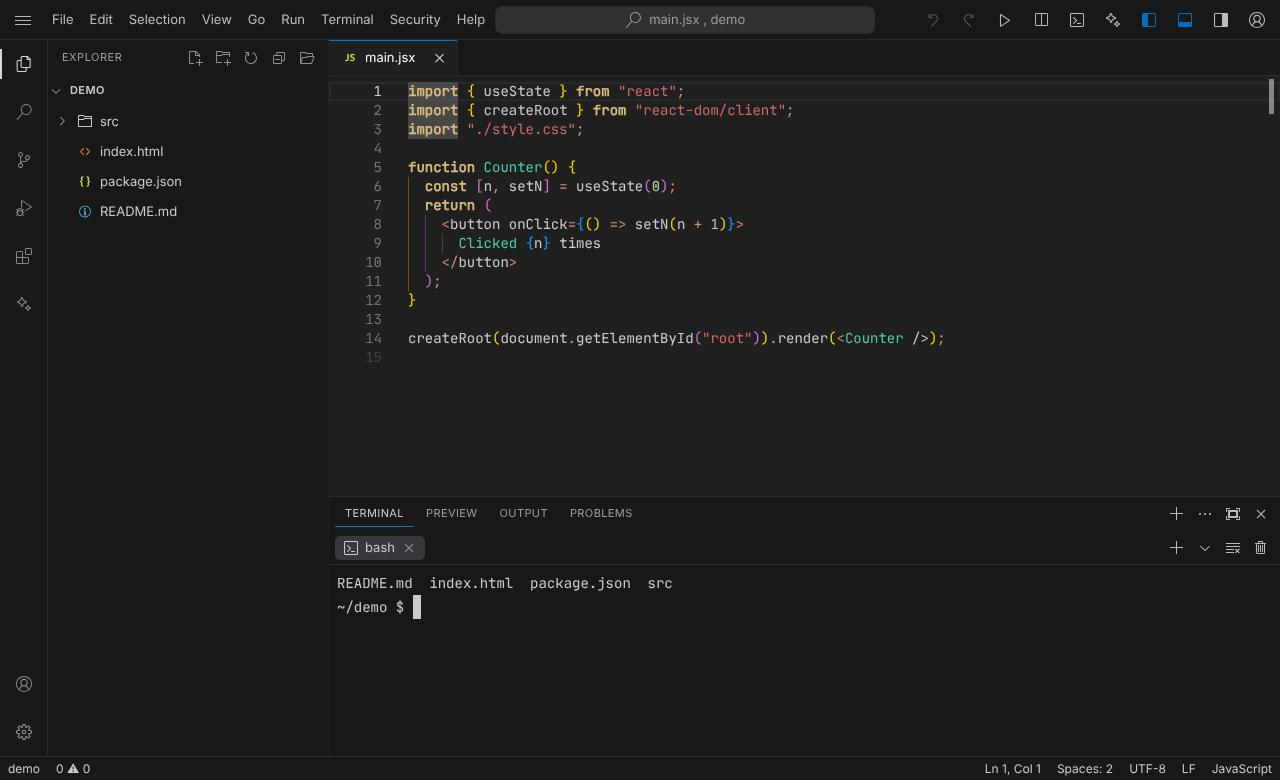 File Edit Selection View Go Run Terminal Security Help main.jsx , demo
EXPLORER
DEMO
src
index.html
package.json
README.md
JS main.jsx
1 import { useState } from "react";
2 import { createRoot } from "react-dom/client";
3 import "./style.css";
4
5 function Counter() {
6 const [n, setN] = useState(0);
7 return (
8 <button onClick={() => setN(n + 1)}>
9 Clicked {n} times
10 </button>
11 );
12 }
13
14 createRoot(document.getElementById("root")).render(<Counter />);
15
TERMINAL PREVIEW OUTPUT PROBLEMS
bash
README.md index.html package.json src
~/demo $
demo 0 0 Ln 1, Col 1 Spaces: 2 UTF-8 LF JavaScript